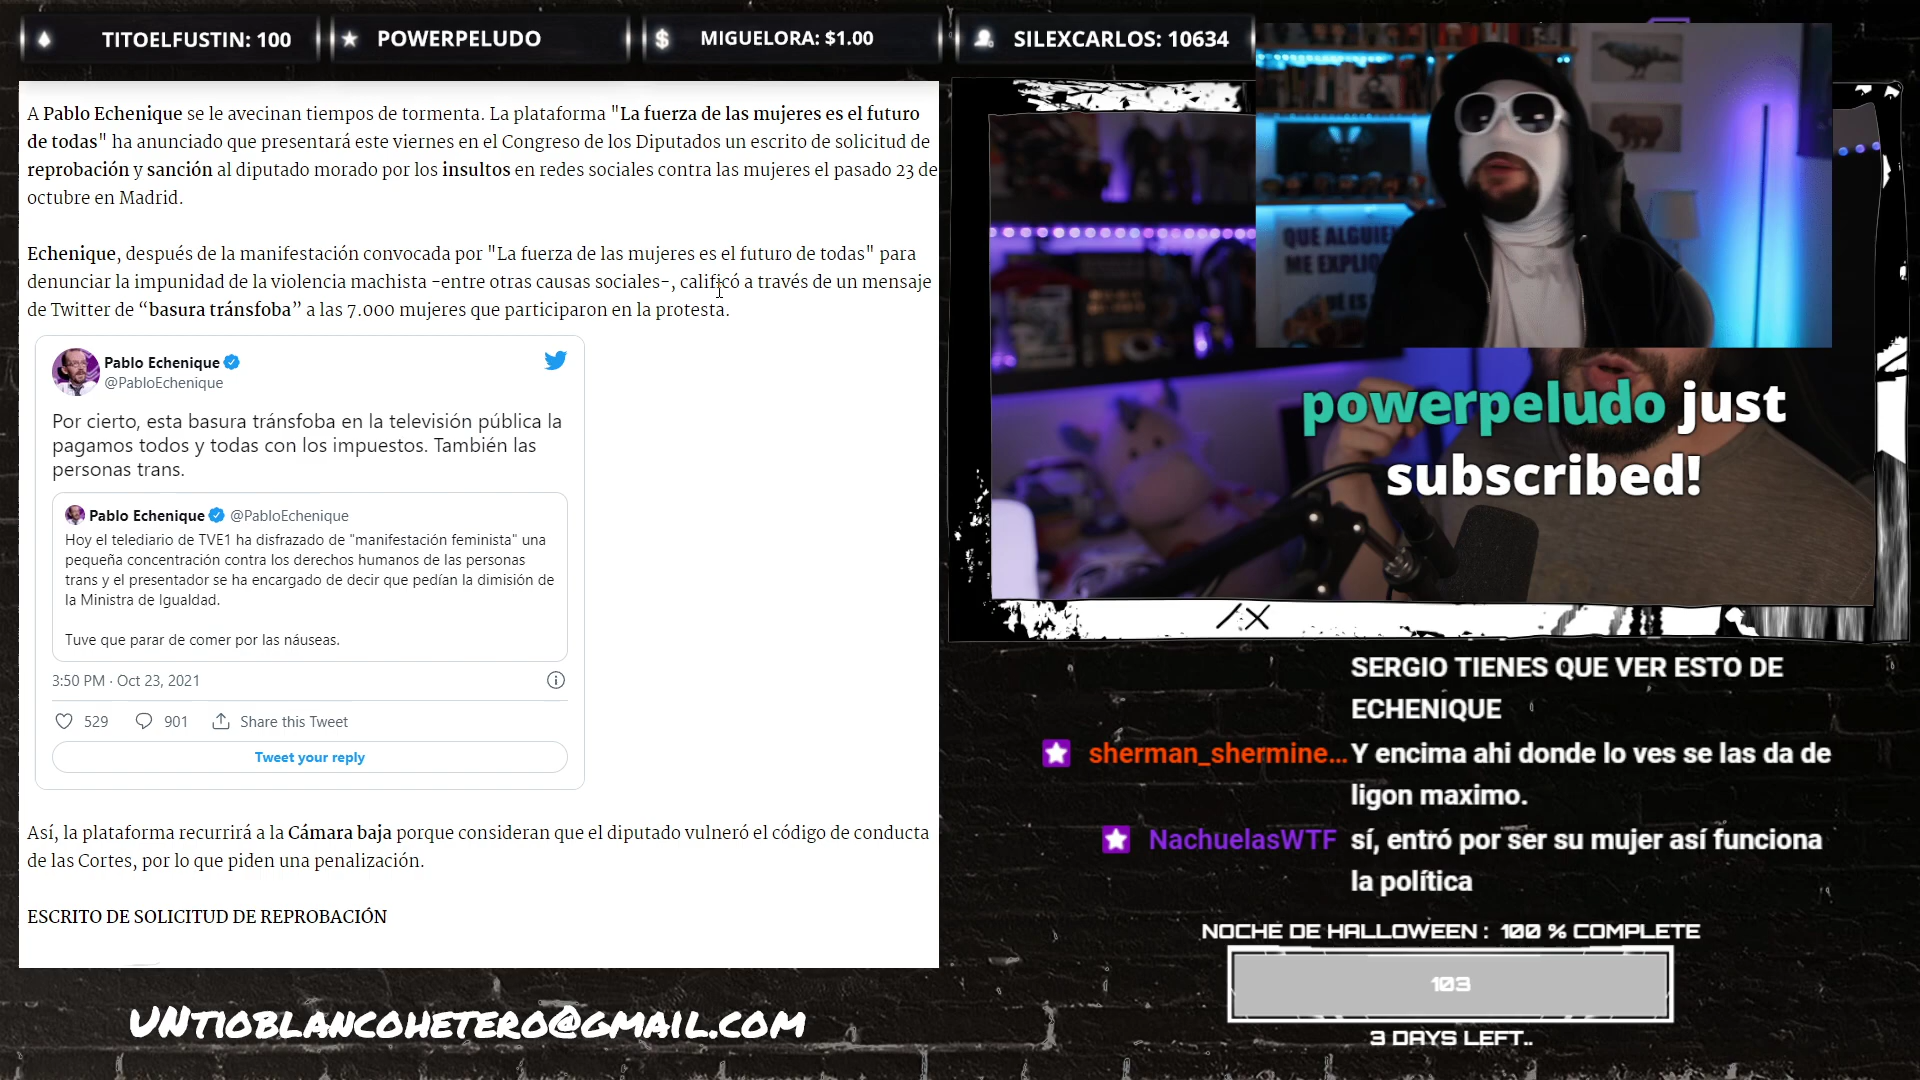 TITOELFUSTIN: 100
POWERPELUDO
MIGUELORA: $1.00
SILEXCARLOS: 10634
A Pablo Echenique se le avecinan tiempos de tormenta. La plataforma "La fuerza de las mujeres es el futuro
de todas" ha anunciado que presentará este viernes en el Congreso de los Diputados un escrito de solicitud de
reprobación y sanción al diputado morado por los insultos en redes sociales contra las mujeres el pasado 23 de
octubre en Madrid.
Echenique, después de la manifestación convocada por "La fuerza de las mujeres es el futuro de todas" para
denunciar la impunidad de la violencia machista -entre otras causas sociales-, calificó a través de un mensaje
de Twitter de “basura tránsfoba” a las 7.000 mujeres que participaron en la protesta.
Pablo Echenique
@PabloEchenique
Por cierto, esta basura tránsfoba en la televisión pública la
pagamos todos y todas con los impuestos. También las
personas trans.
Pablo Echenique @PabloEchenique
Hoy el telediario de TVE1 ha disfrazado de "manifestación feminista" una
pequeña concentración contra los derechos humanos de las personas
trans y el presentador se ha encargado de decir que pedían la dimisión de
la Ministra de Igualdad.
Tuve que parar de comer por las náuseas.
3:50 PM · Oct 23, 2021
529 901 Share this Tweet
Tweet your reply
Así, la plataforma recurrirá a la Cámara baja porque consideran que el diputado vulneró el código de conducta
de las Cortes, por lo que piden una penalización.
ESCRITO DE SOLICITUD DE REPROBACIÓN
UNTIOBLANCOHETERO@GMAIL.COM
QUE ALGUIEN
ME EXPLIQ
powerpeludo just
subscribed!
SERGIO TIENES QUE VER ESTO DE
ECHENIQUE
sherman_shermine... Y encima ahi donde lo ves se las da de
ligon maximo.
NachuelasWTF sí, entró por ser su mujer así funciona
la política
NOCHE DE HALLOWEEN : 100 % COMPLETE
103
3 DAYS LEFT..